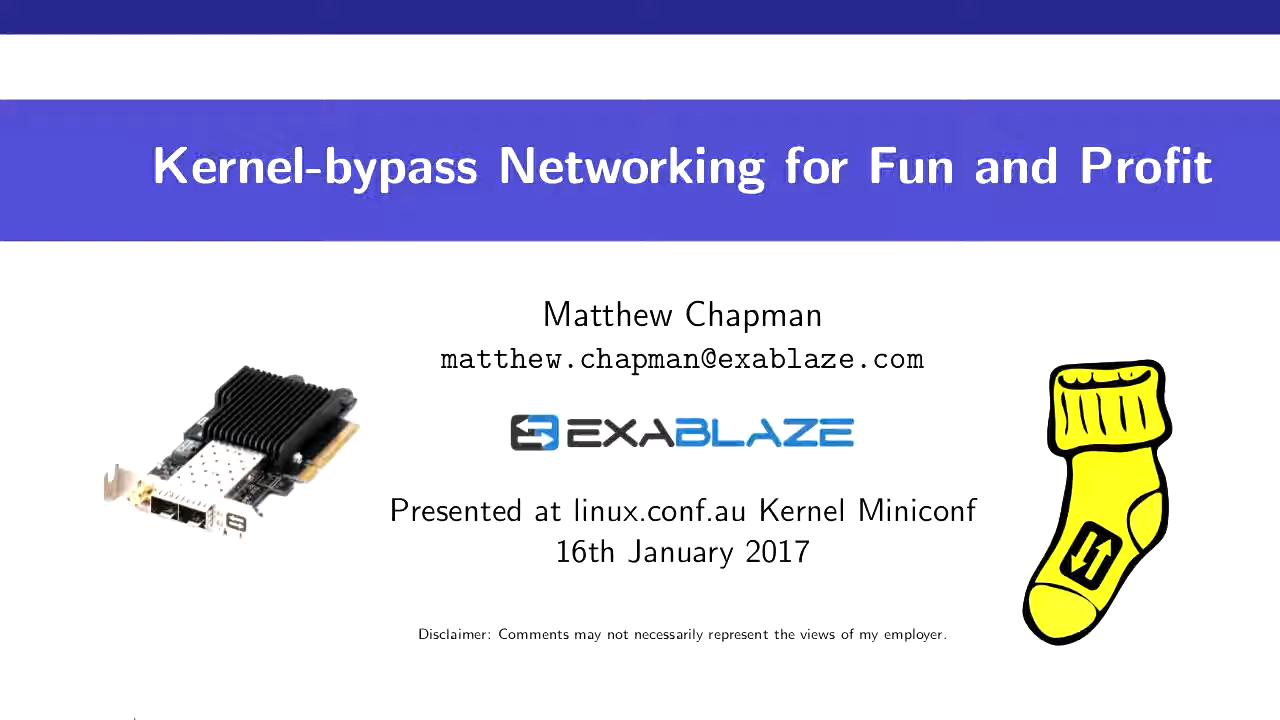 Kernel-bypass Networking for Fun and Profit
Matthew Chapman
matthew.chapman@exablaze.com
EXABLAZE
Presented at linux.conf.au Kernel Miniconf
16th January 2017
Disclaimer: Comments may not necessarily represent the views of my employer.